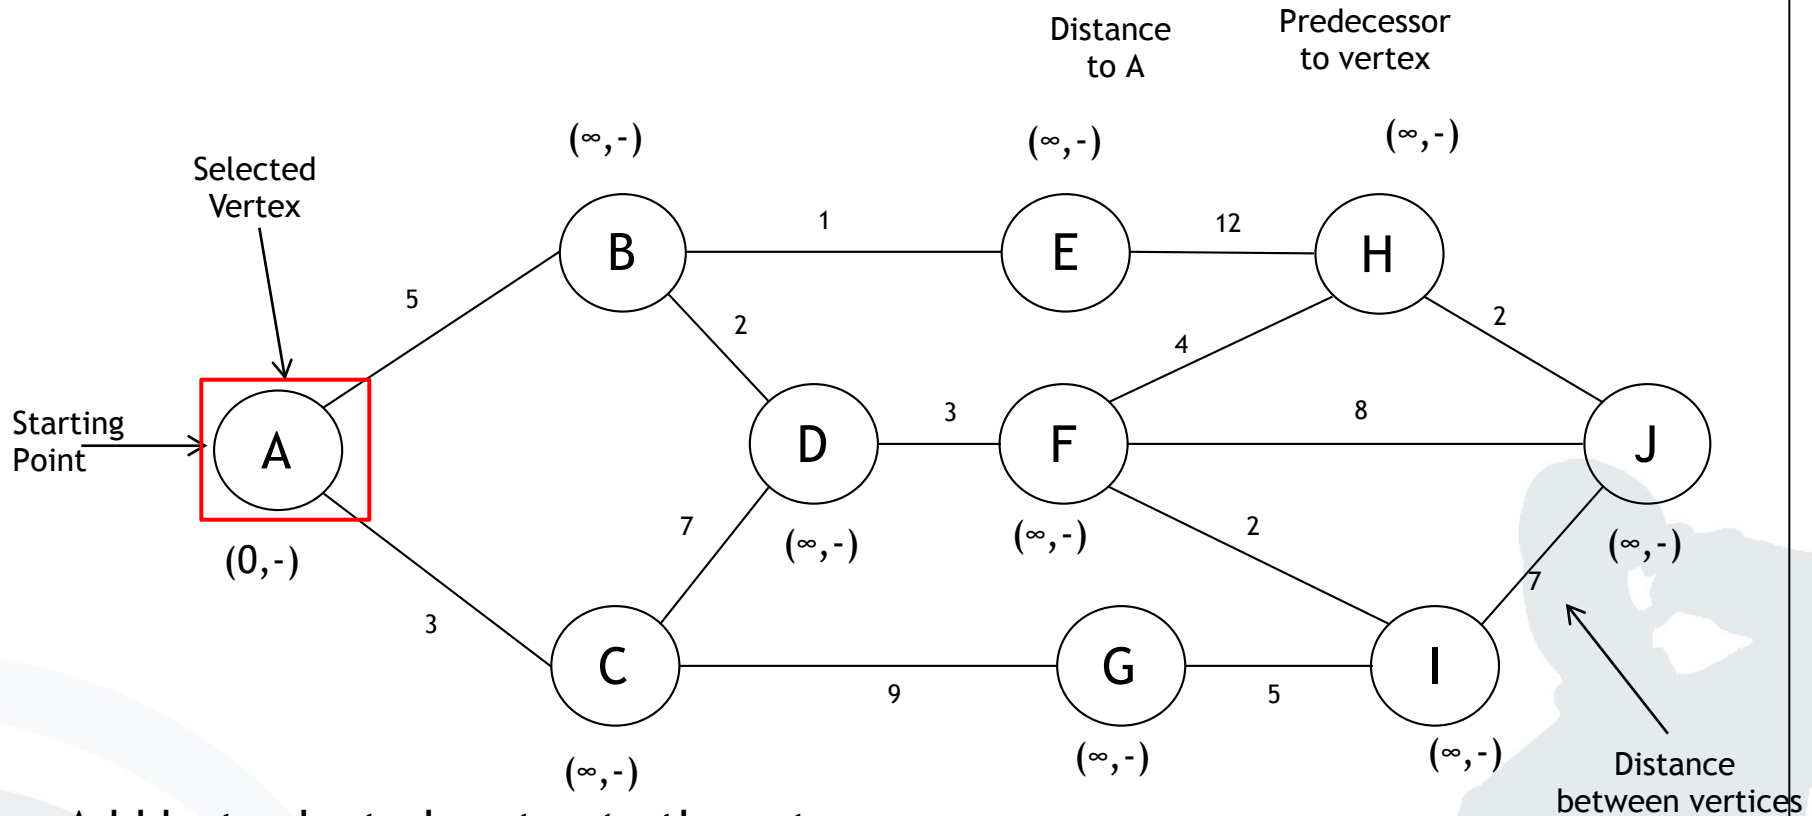 Distance
to A
Predecessor
to vertex
(∞,-)
(∞,-)
(∞,-)
Selected
Vertex
B
1
E
12
H
5
2
4
2
Starting
Point
A
D
3
F
8
J
(0,-)
7
(∞,-)
(∞,-)
2
(∞,-)
7
3
C
9
G
5
I
(∞,-)
(∞,-)
(∞,-)
Distance
between vertices